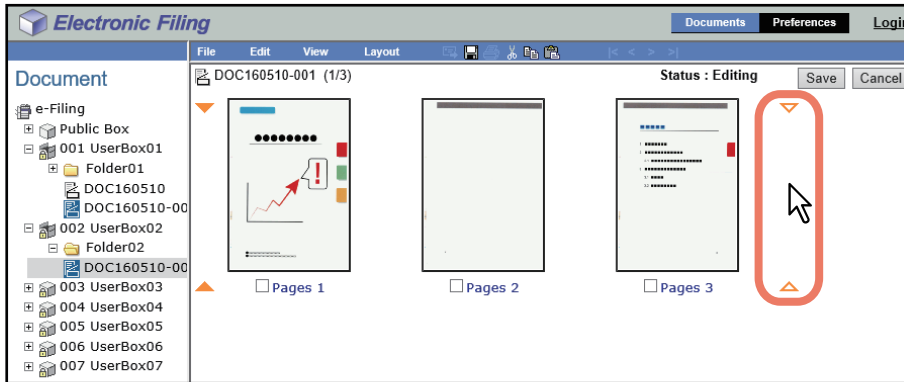 Electronic Filing
Documents Preferences Login
File Edit View Layout |< < > >|
Document
DOC160510-001 (1/3) Status : Editing Save Cancel
e-Filing
Public Box
001 UserBox01
Folder01
DOC160510
DOC160510-00
002 UserBox02
Folder02
DOC160510-00
003 UserBox03
004 UserBox04
005 UserBox05
006 UserBox06
007 UserBox07
!
Pages 1 Pages 2 Pages 3